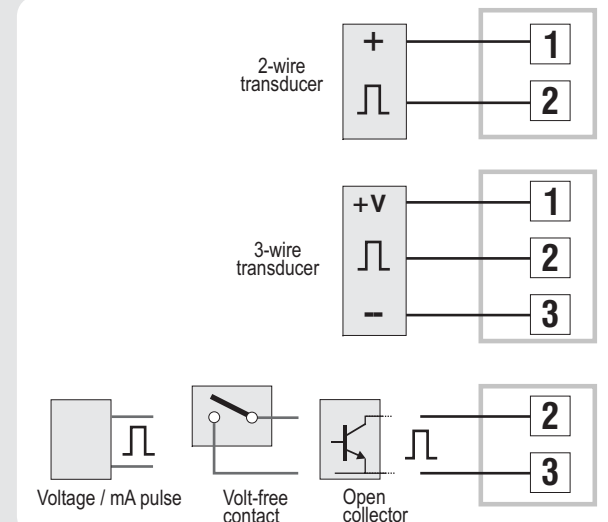 + 1
2-wire
transducer
2
+V 1
3-wire
transducer
2
-- 3
2
3
Voltage / mA pulse
Volt-free
contact
Open
collector